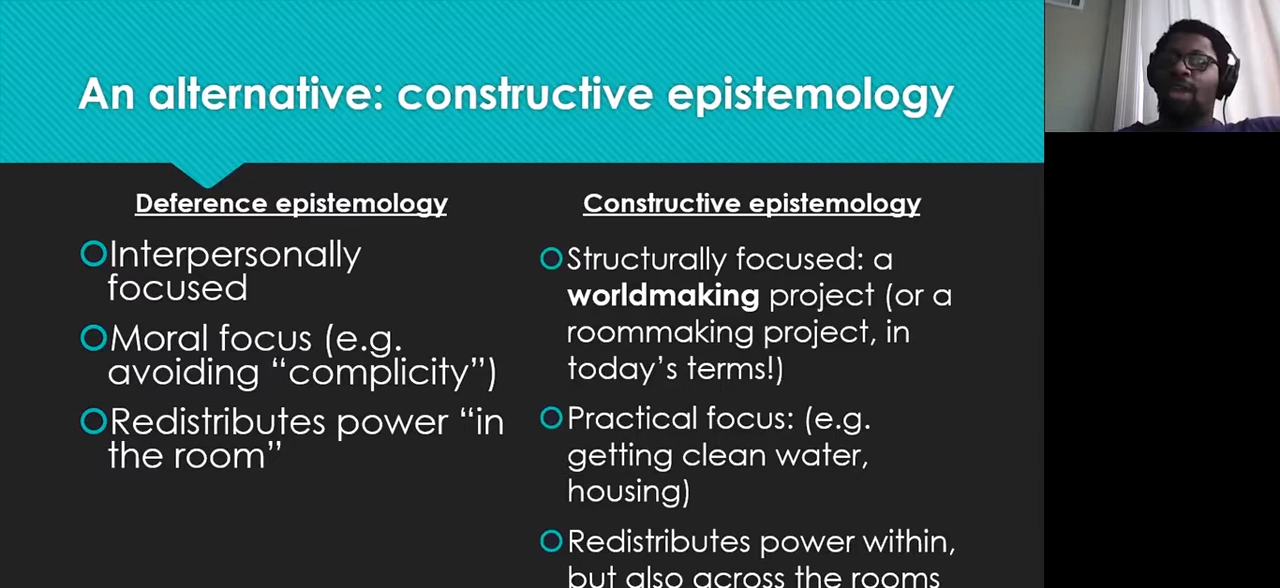 An alternative: constructive epistemology
Deference epistemology
Interpersonally
focused
Moral focus (e.g.
avoiding “complicity”)
Redistributes power “in
the room”
Constructive epistemology
Structurally focused: a
worldmaking project (or a
roommaking project, in
today’s terms!)
Practical focus: (e.g.
getting clean water,
housing)
Redistributes power within,
but also across the rooms